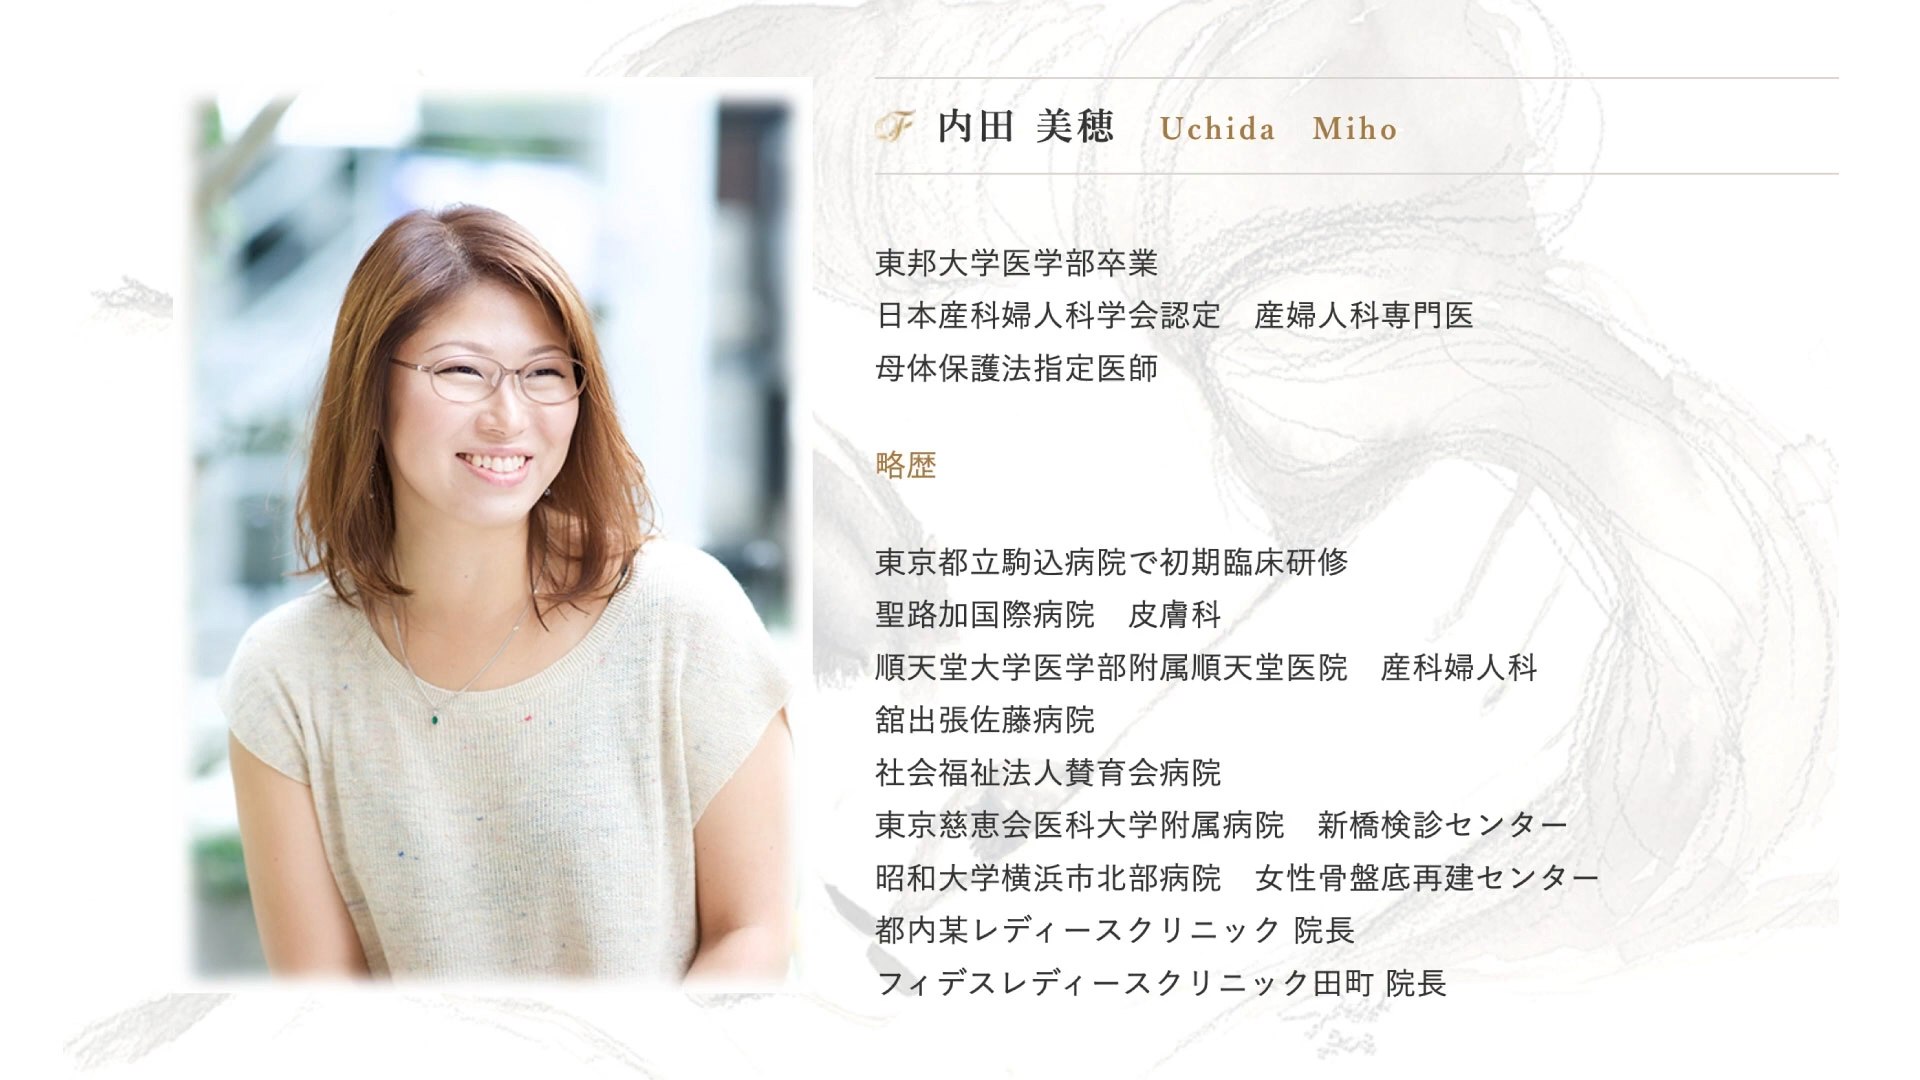 内田 美穂　Uchida　Miho
東邦大学医学部卒業
日本産科婦人科学会認定　産婦人科専門医
母体保護法指定医師
略歴
東京都立駒込病院で初期臨床研修
聖路加国際病院　皮膚科
順天堂大学医学部附属順天堂医院　産科婦人科
舘出張佐藤病院
社会福祉法人賛育会病院
東京慈恵会医科大学附属病院　新橋検診センター
昭和大学横浜市北部病院　女性骨盤底再建センター
都内某レディースクリニック 院長
フィデスレディースクリニック田町 院長